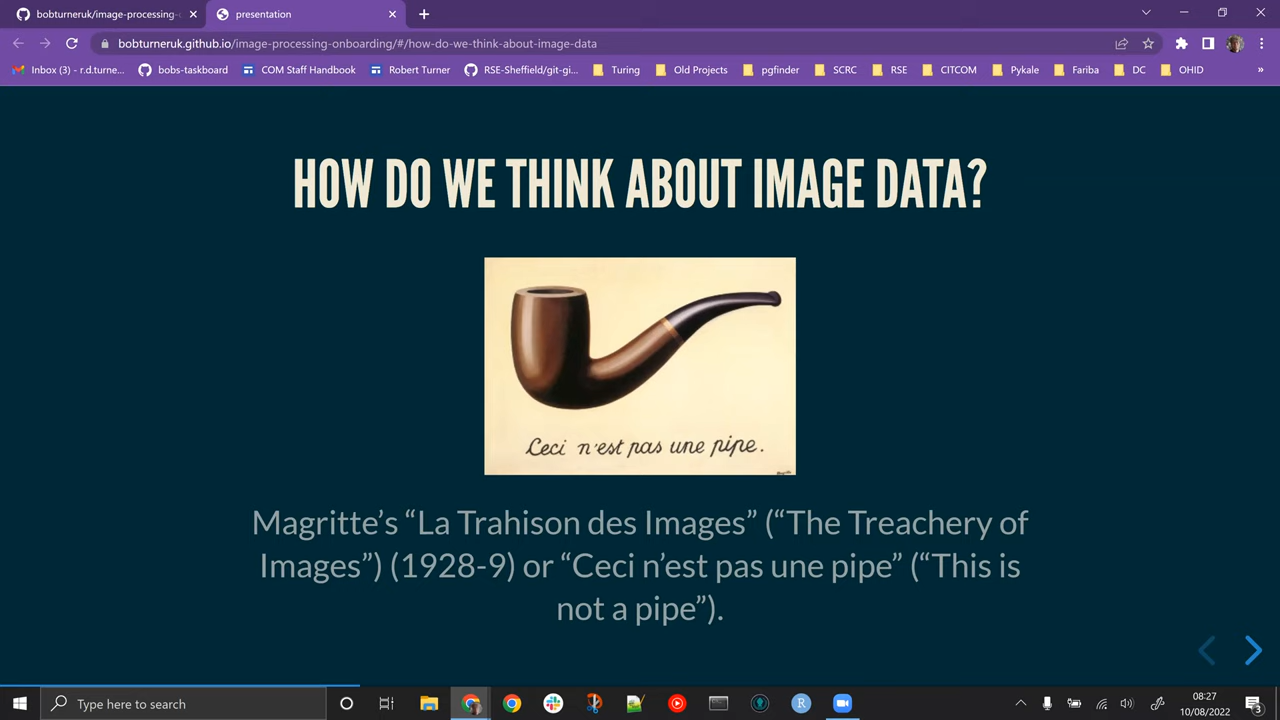 bobturneruk/image-processing-
presentation
bobturneruk.github.io/image-processing-onboarding/#/how-do-we-think-about-image-data
Inbox (3) - r.d.turne...
bobs-taskboard
COM Staff Handbook
Robert Turner
RSE-Sheffield/git-gi...
Turing
Old Projects
pgfinder
SCRC
RSE
CITCOM
Pykale
Fariba
DC
OHID
»
HOW DO WE THINK ABOUT IMAGE DATA?
Ceci n'est pas une pipe.
Magritte’s “La Trahison des Images” (“The Treachery of
Images”) (1928-9) or “Ceci n’est pas une pipe” (“This is
not a pipe”).
Type here to search
R
08:27
10/08/2022
3